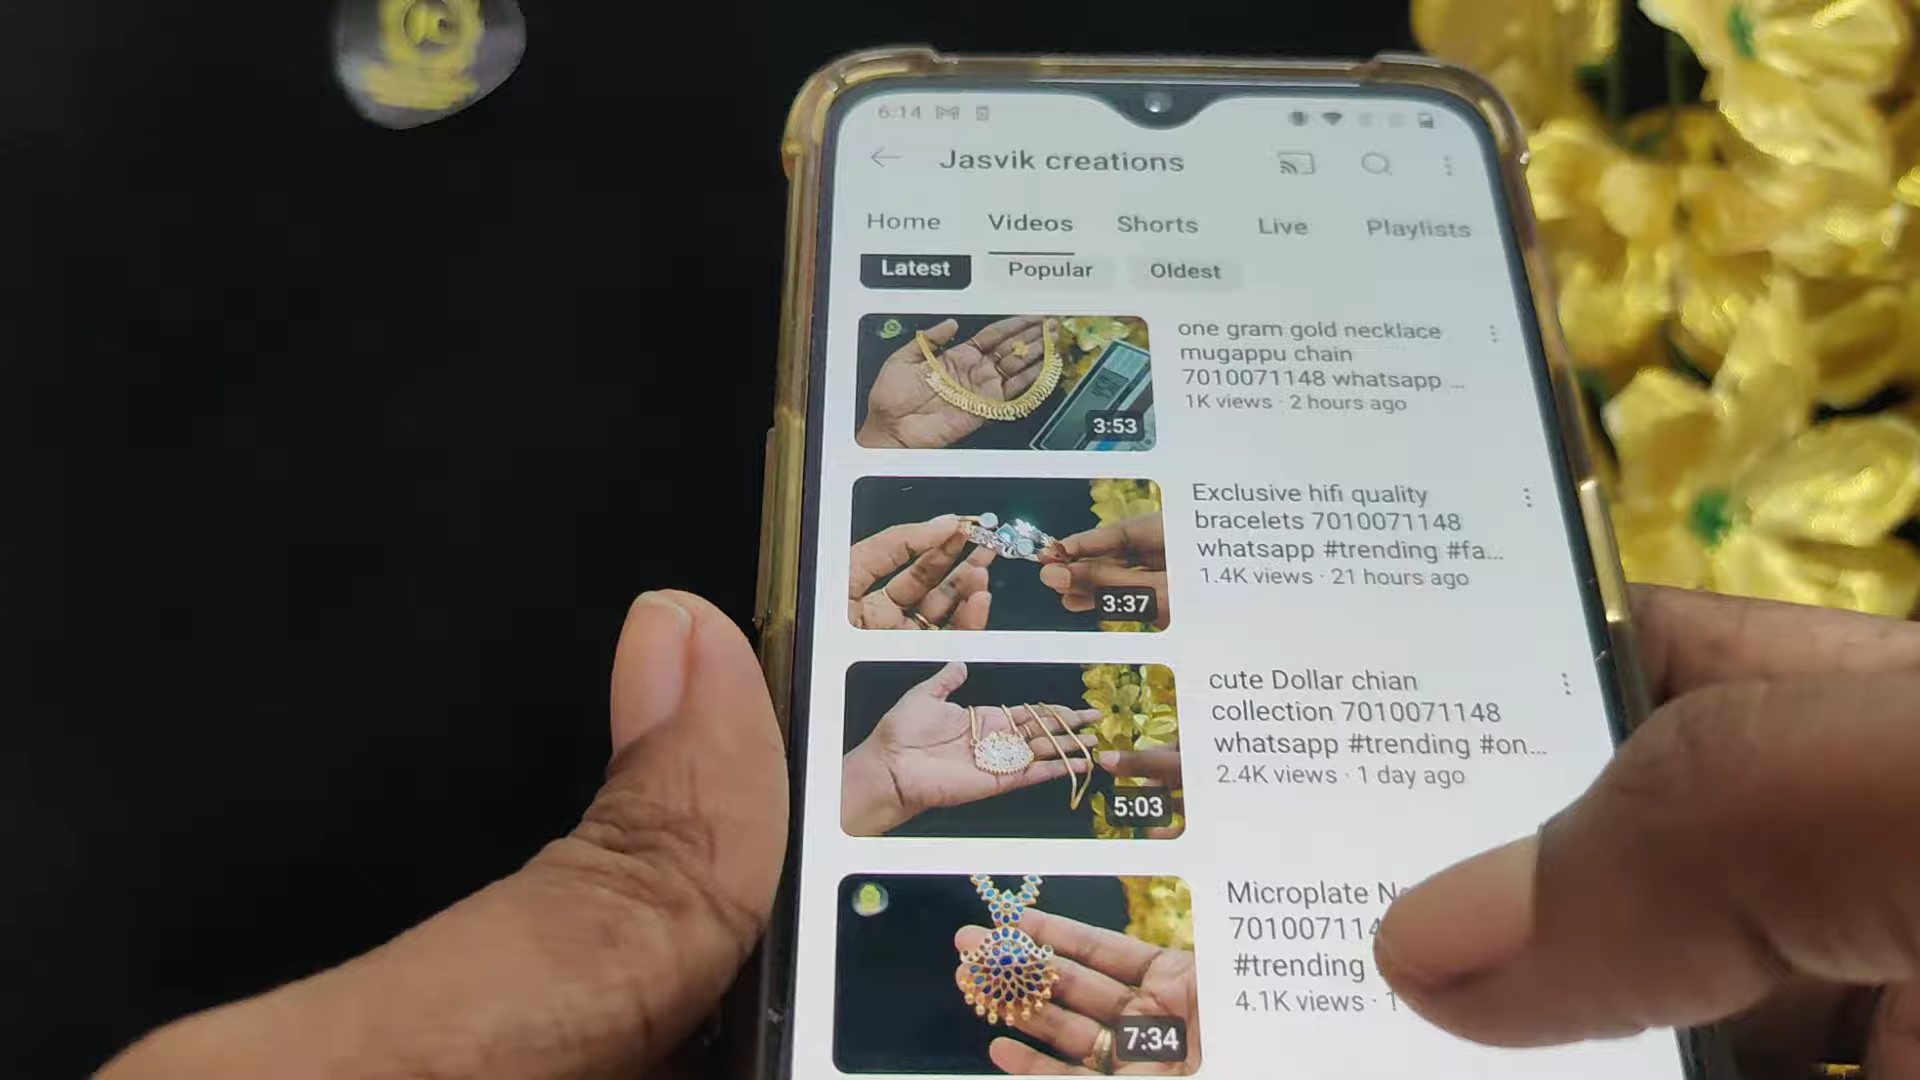 6:14
Jasvik creations
Home Videos Shorts Live Playlists
Latest Popular Oldest
one gram gold necklace
mugappu chain
7010071148 whatsapp ...
1K views · 2 hours ago
3:53
Exclusive hifi quality
bracelets 7010071148
whatsapp #trending #fa...
1.4K views · 21 hours ago
3:37
cute Dollar chian
collection 7010071148
whatsapp #trending #on...
2.4K views · 1 day ago
5:03
Microplate
701007114
#trending
4.1K views ·
7:34